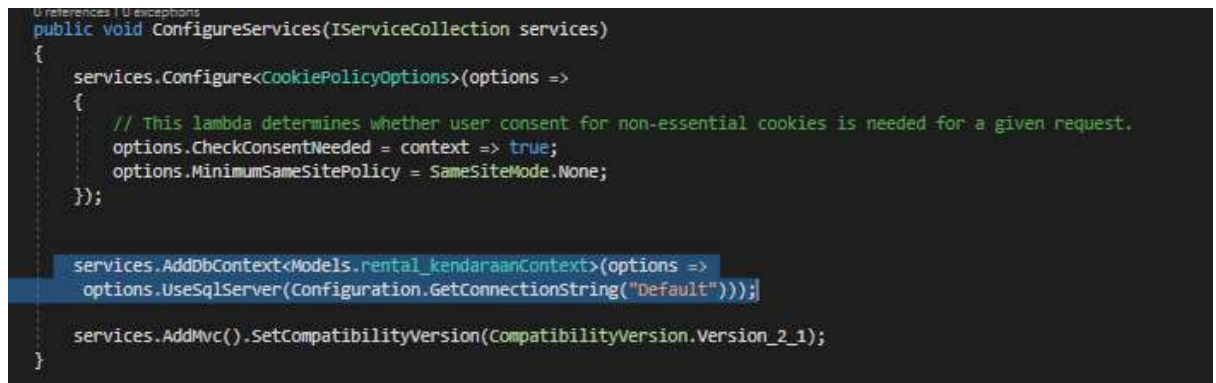 0 references | 0 exceptions
public void ConfigureServices(IServiceCollection services)
{
    services.Configure<CookiePolicyOptions>(options =>
    {
        // This lambda determines whether user consent for non-essential cookies is needed for a given request.
        options.CheckConsentNeeded = context => true;
        options.MinimumSameSitePolicy = SameSiteMode.None;
    });
    services.AddDbContext<Models.rental_kendaraanContext>(options =>
     options.UseSqlServer(Configuration.GetConnectionString("Default")));
    services.AddMvc().SetCompatibilityVersion(CompatibilityVersion.Version_2_1);
}